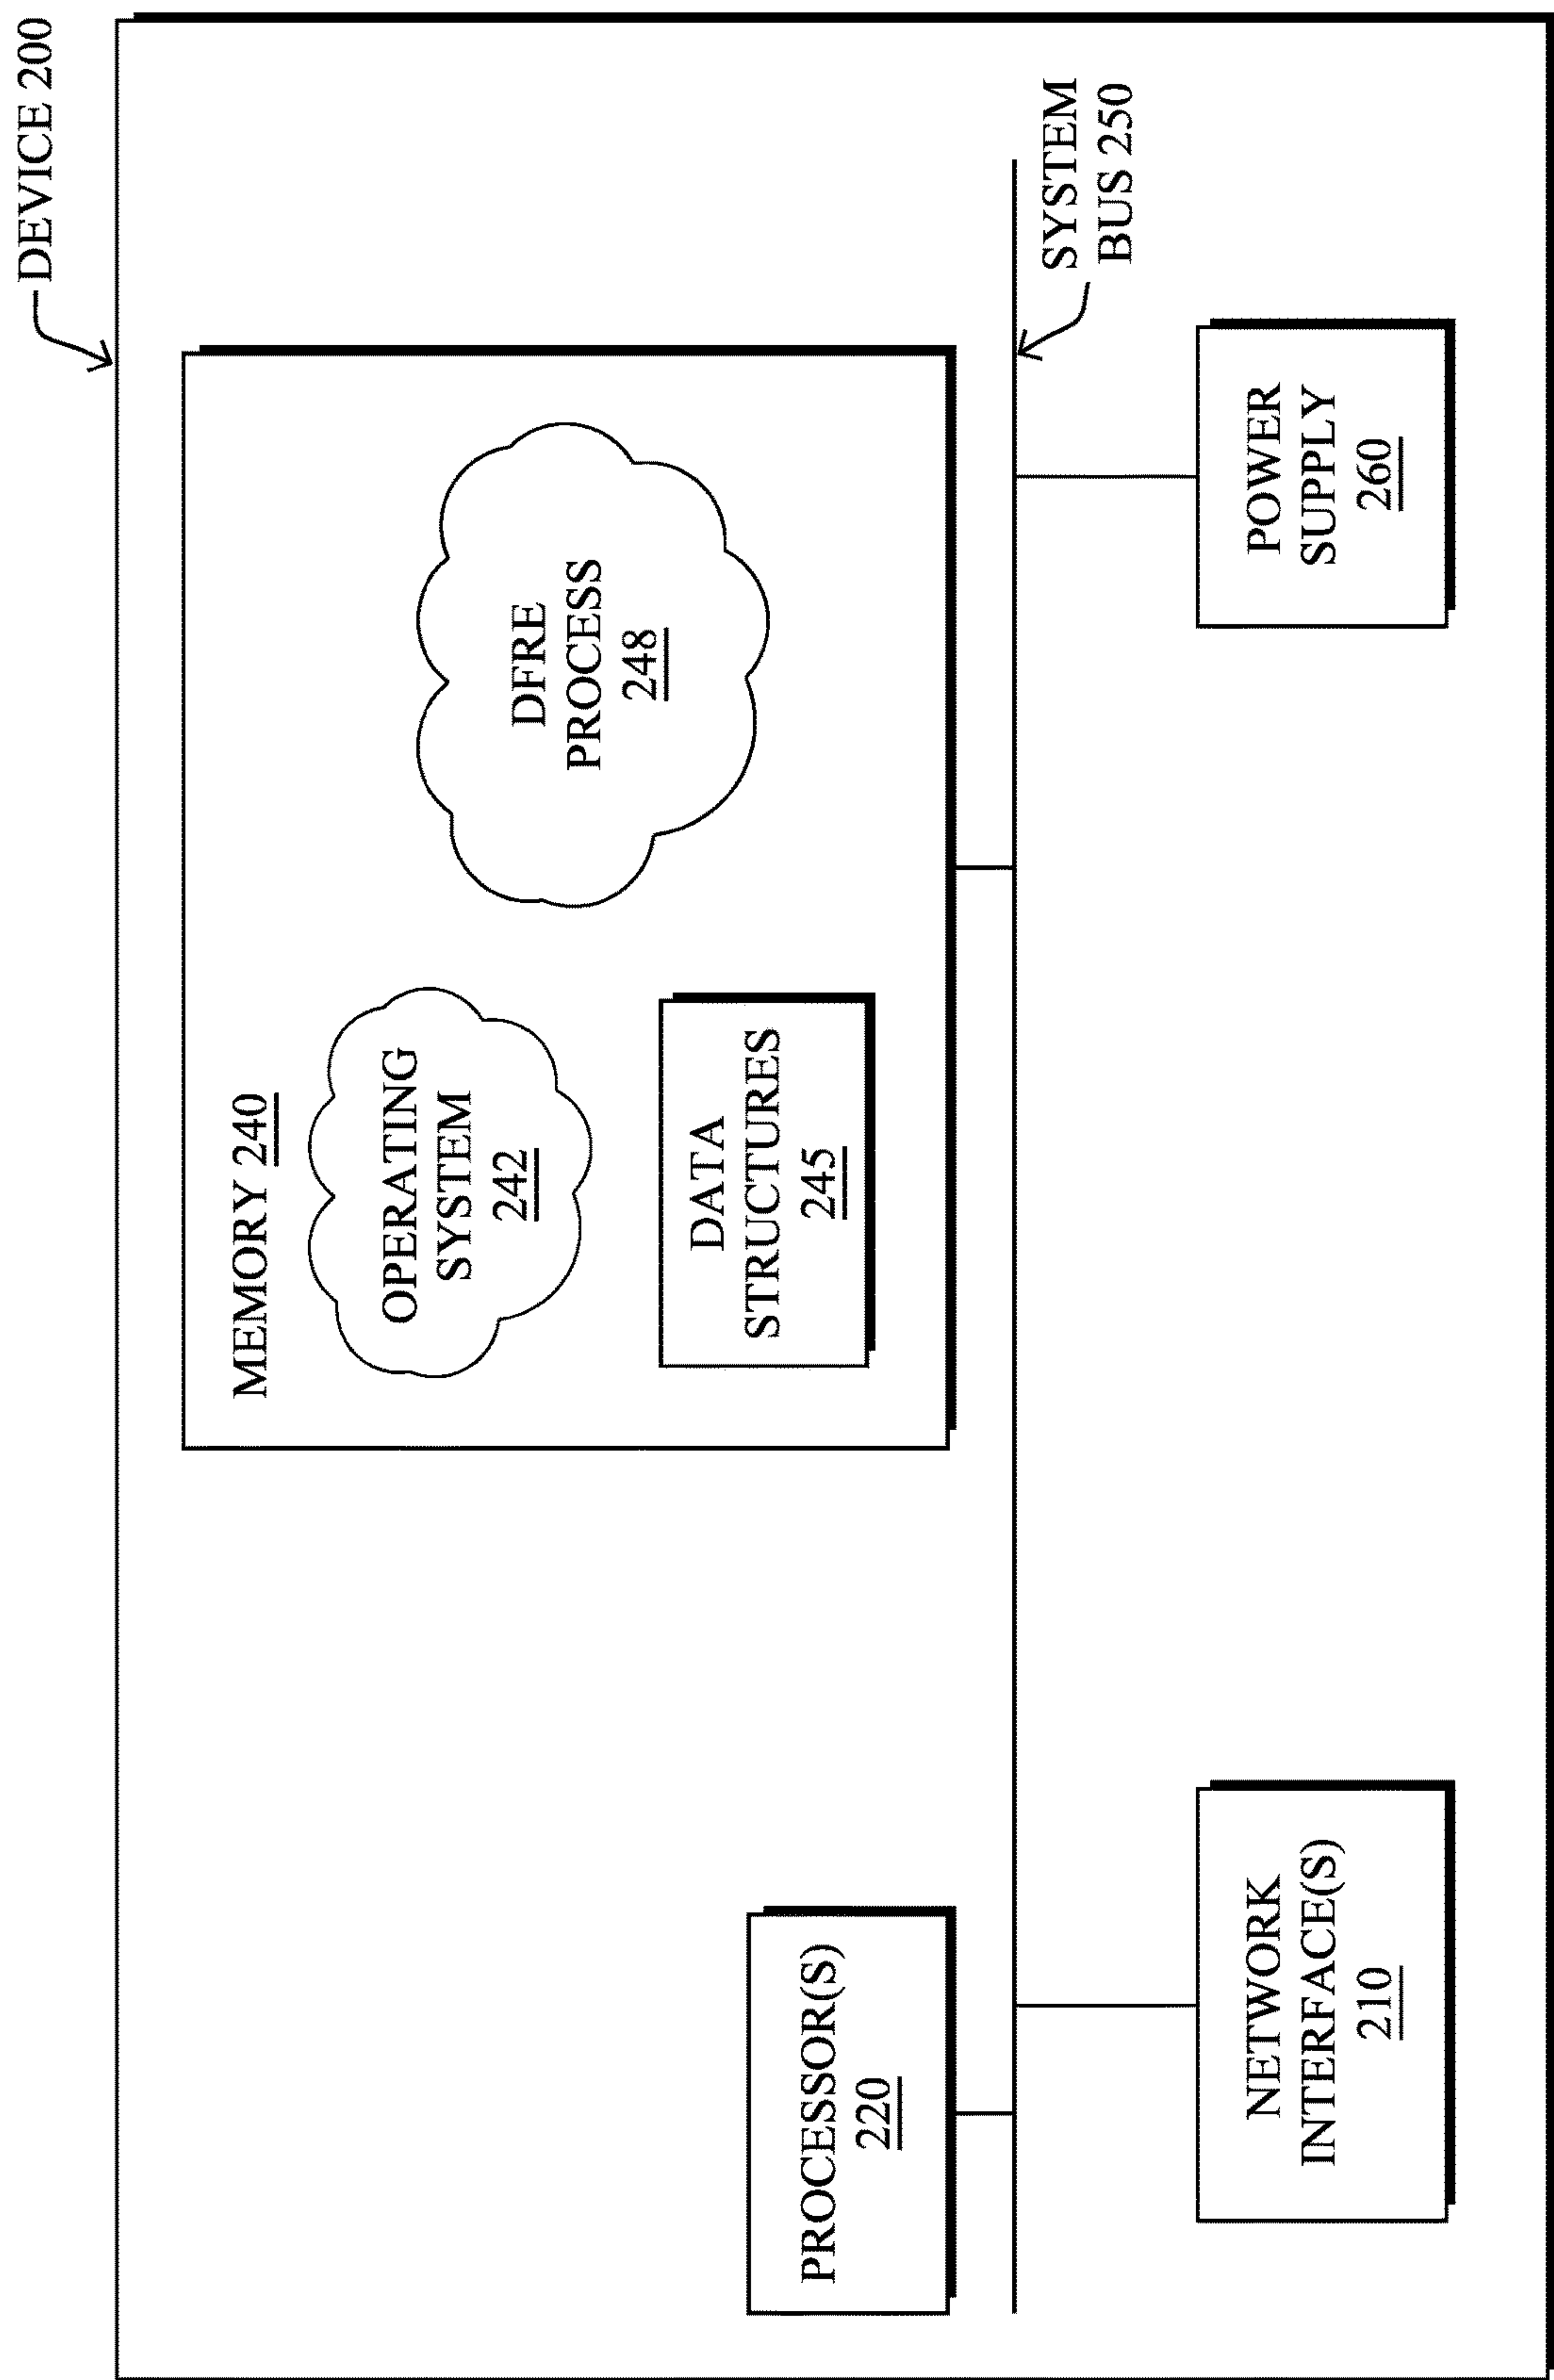 DEVICE 200
MEMORY 240
OPERATING
SYSTEM
242
DFRE
PROCESS
248
DATA
STRUCTURES
245
PROCESSOR(S)
220
SYSTEM
BUS 250
NETWORK
INTERFACE(S)
210
POWER
SUPPLY
260